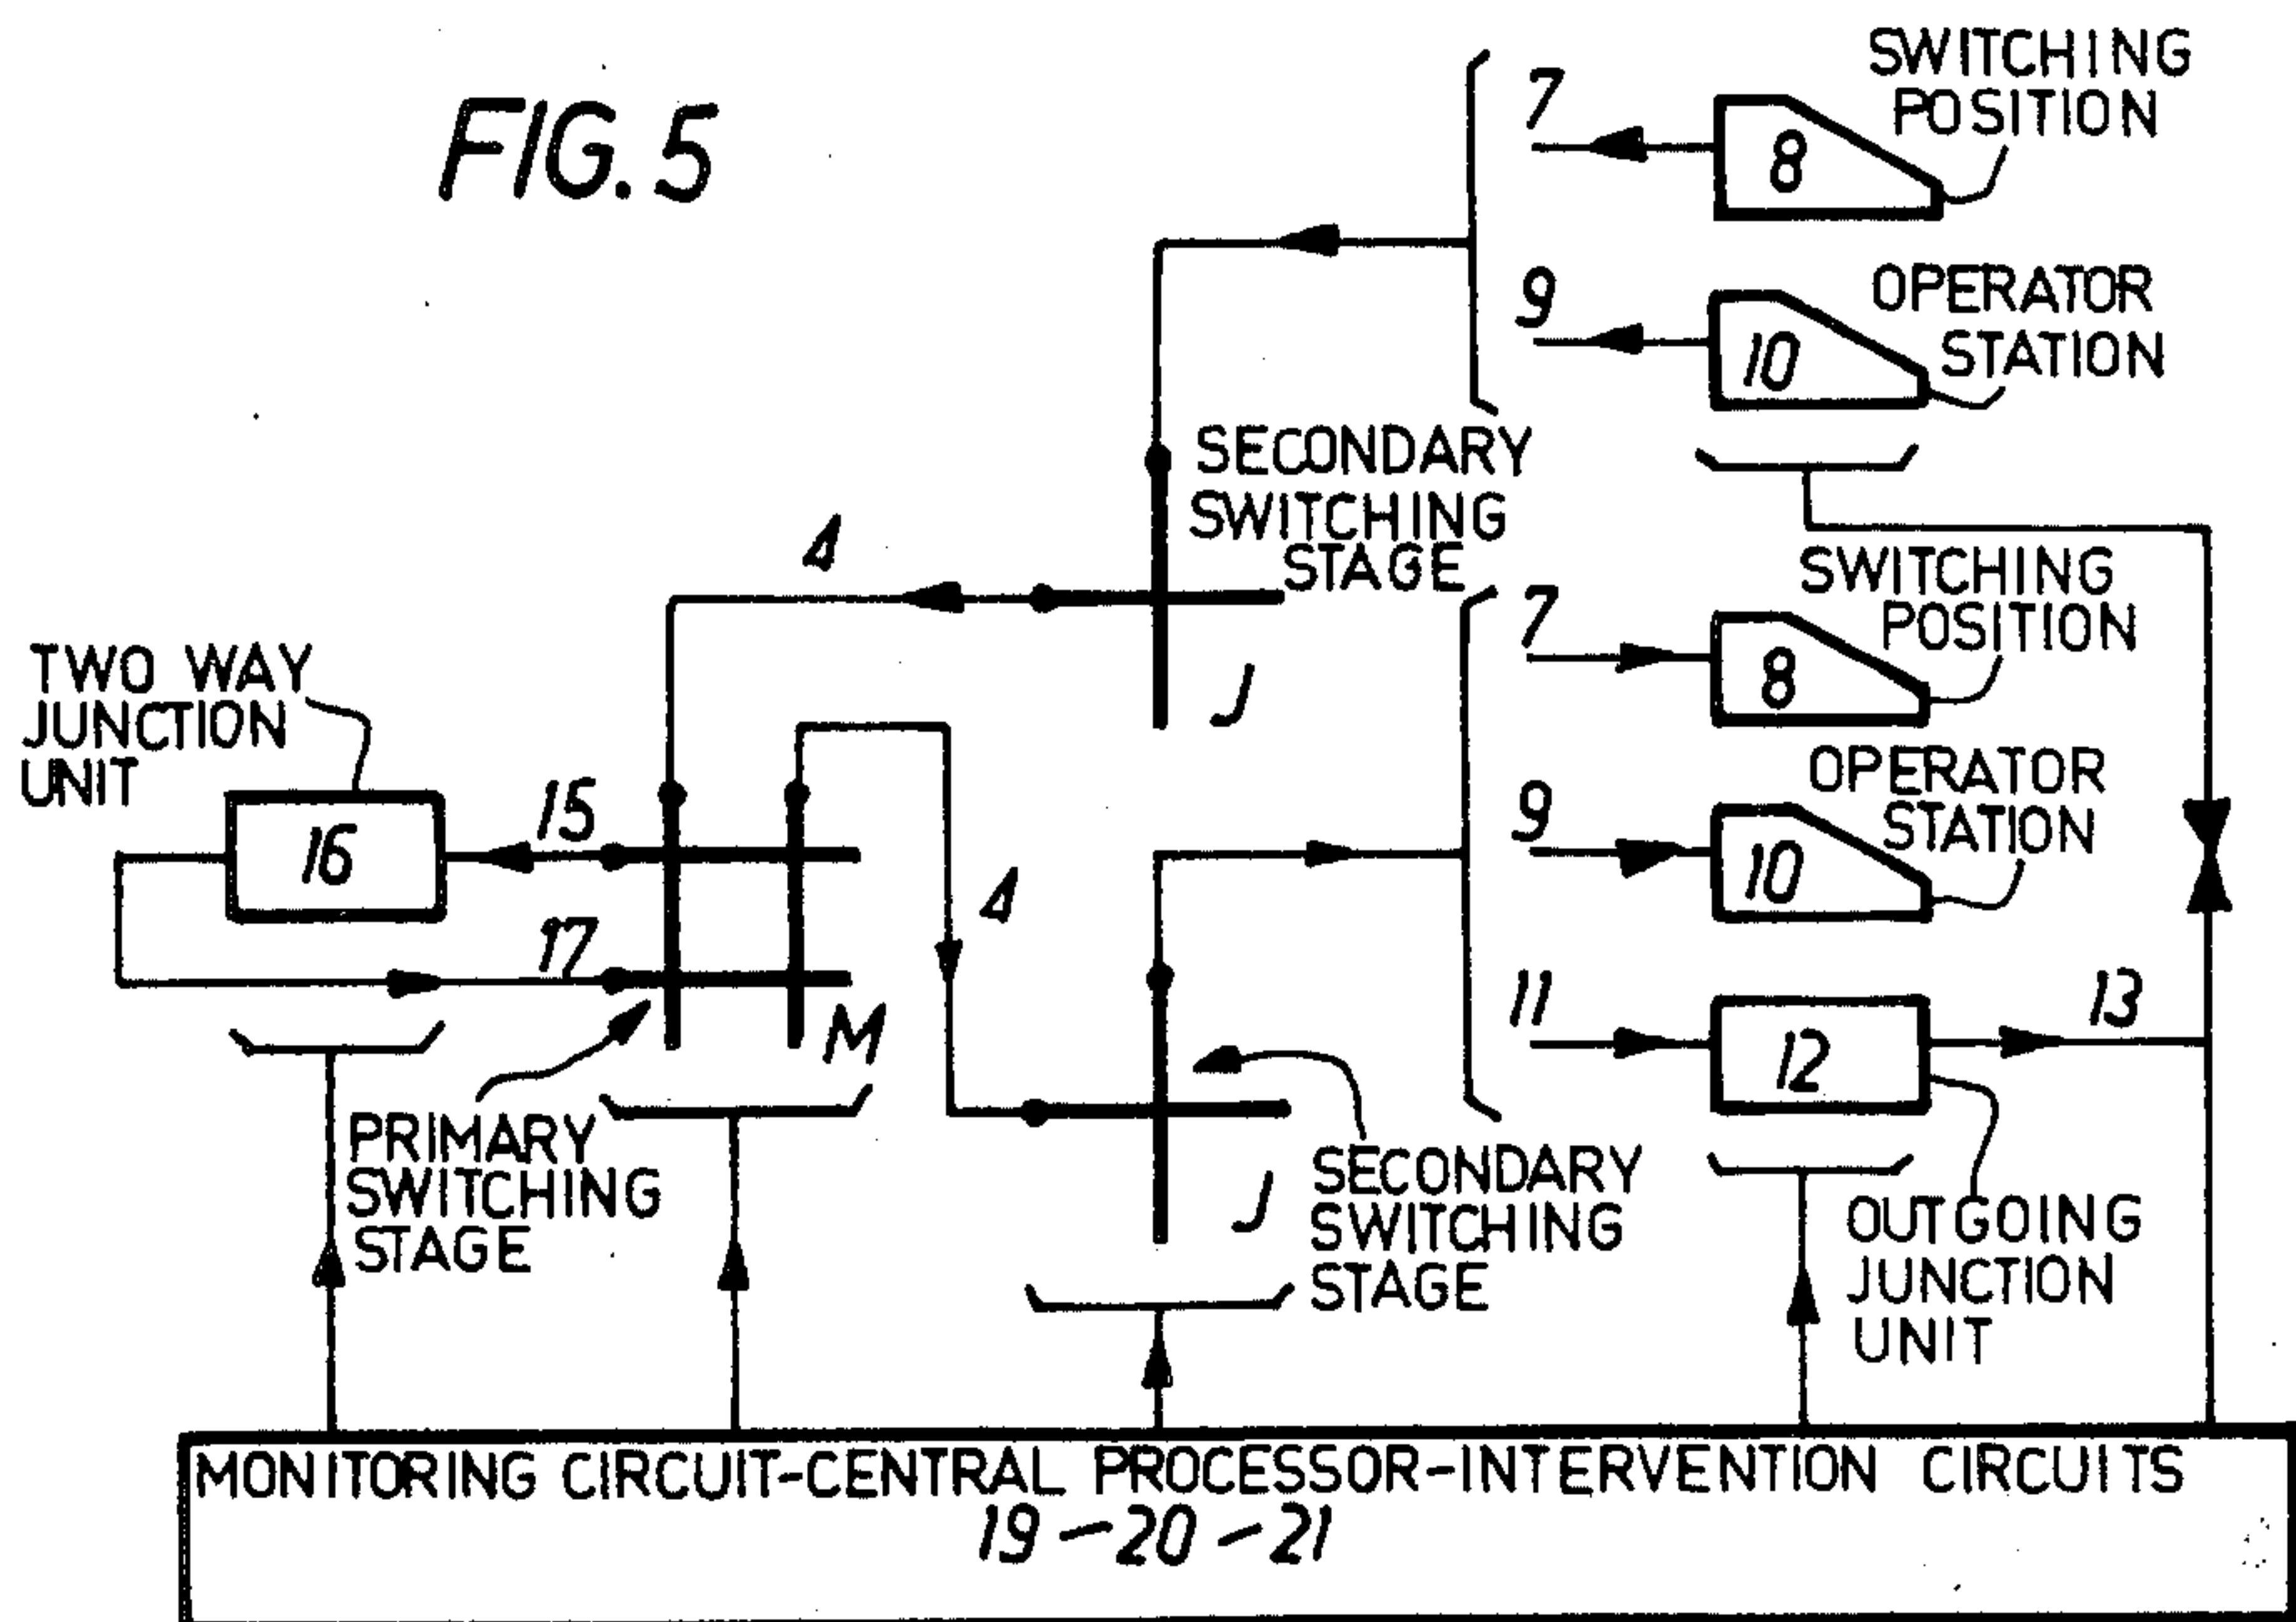 FIG. 5
7
8
SWITCHING
POSITION
9
10
OPERATOR
STATION
SECONDARY
SWITCHING
STAGE
J
4
TWO WAY
JUNCTION
UNIT
16
15
17
M
4
PRIMARY
SWITCHING
STAGE
7
8
SWITCHING
POSITION
9
10
OPERATOR
STATION
11
12
13
OUTGOING
JUNCTION
UNIT
J
SECONDARY
SWITCHING
STAGE
MONITORING CIRCUIT-CENTRAL PROCESSOR-INTERVENTION CIRCUITS
19-20-21